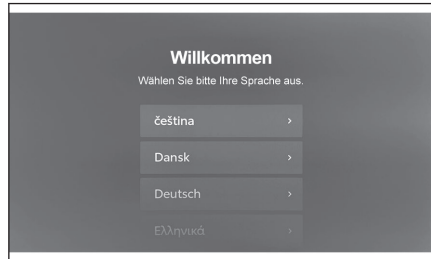 Willkommen
Wählen Sie bitte Ihre Sprache aus.
čeština
Dansk
Deutsch
Ελληνικά